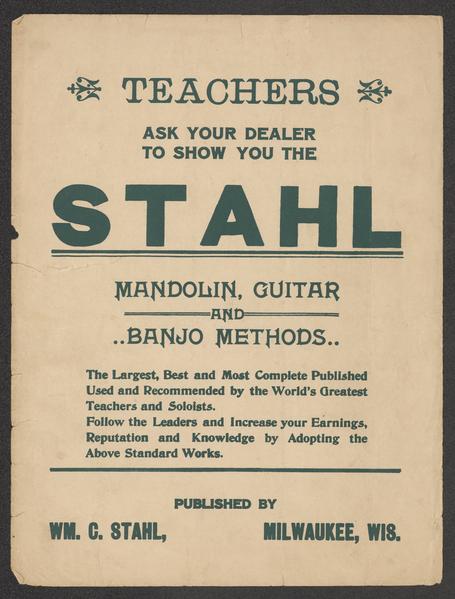 TEACHERS
ASK YOUR DEALER
TO SHOW YOU THE
STAHL
MANDOLIN, GUITAR
AND
..BANJO METHODS..
The Largest, Best and Most Complete Published
Used and Recommended by the World's Greatest
Teachers and Soloists.
Follow the Leaders and Increase your Earnings,
Reputation and Knowledge by Adopting the
Above Standard Works.
PUBLISHED BY
WM. C. STAHL, MILWAUKEE, WIS.